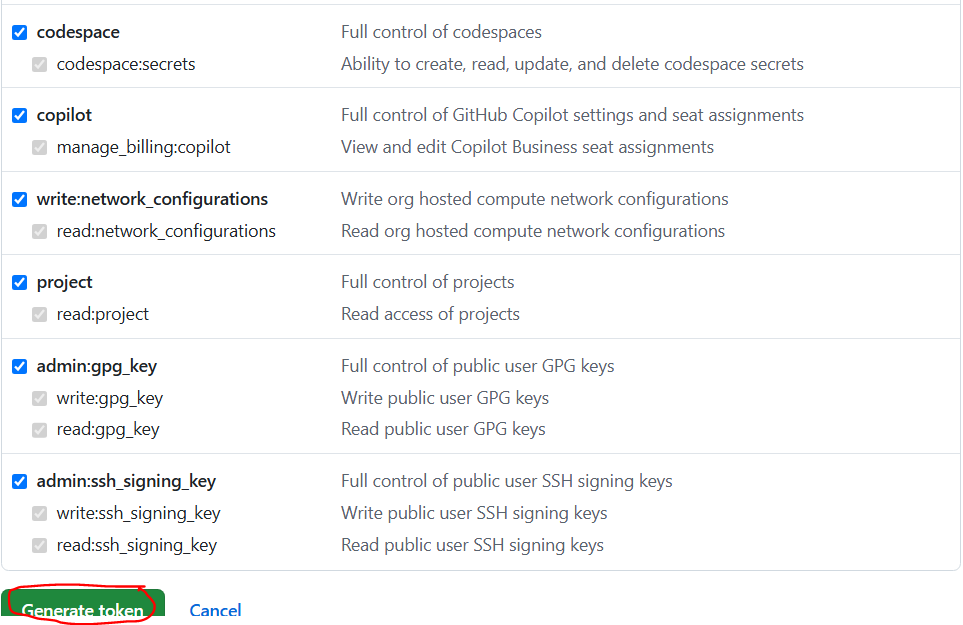 codespace Full control of codespaces
codespace:secrets Ability to create, read, update, and delete codespace secrets
copilot Full control of GitHub Copilot settings and seat assignments
manage_billing:copilot View and edit Copilot Business seat assignments
write:network_configurations Write org hosted compute network configurations
read:network_configurations Read org hosted compute network configurations
project Full control of projects
read:project Read access of projects
admin:gpg_key Full control of public user GPG keys
write:gpg_key Write public user GPG keys
read:gpg_key Read public user GPG keys
admin:ssh_signing_key Full control of public user SSH signing keys
write:ssh_signing_key Write public user SSH signing keys
read:ssh_signing_key Read public user SSH signing keys
Generate token Cancel